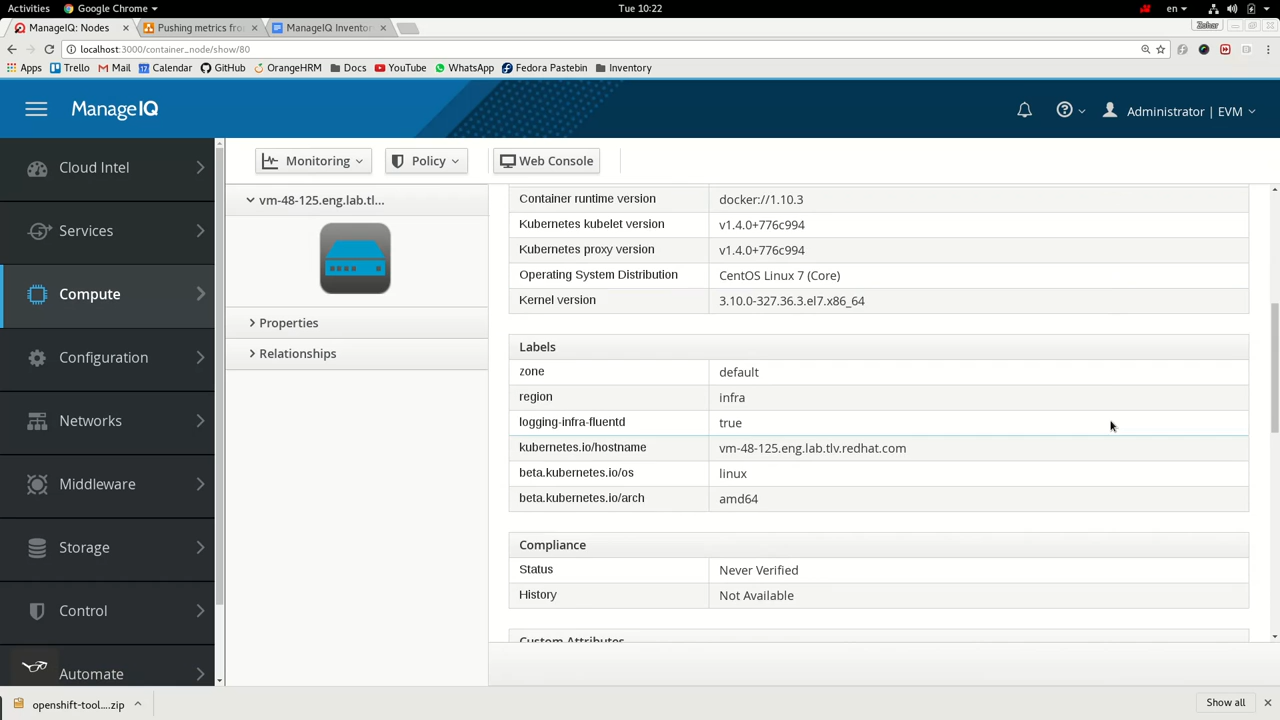 Activities
Google Chrome
Tue 10:22
en
ManageIQ: Nodes
Pushing metrics fro
ManageIQ Inventor
Zohar
localhost:3000/container_node/show/80
Apps
Trello
Mail
Calendar
GitHub
OrangeHRM
Docs
YouTube
WhatsApp
Fedora Pastebin
Inventory
ManageIQ
Administrator | EVM
Cloud Intel
Services
Compute
Configuration
Networks
Middleware
Storage
Control
Automate
Monitoring
Policy
Web Console
vm-48-125.eng.lab.tl...
Properties
Relationships
Container runtime version docker://1.10.3
Kubernetes kubelet version v1.4.0+776c994
Kubernetes proxy version v1.4.0+776c994
Operating System Distribution CentOS Linux 7 (Core)
Kernel version 3.10.0-327.36.3.el7.x86_64
Labels
zone default
region infra
logging-infra-fluentd true
kubernetes.io/hostname vm-48-125.eng.lab.tlv.redhat.com
beta.kubernetes.io/os linux
beta.kubernetes.io/arch amd64
Compliance
Status Never Verified
History Not Available
Custom Attributes
openshift-tool....zip
Show all